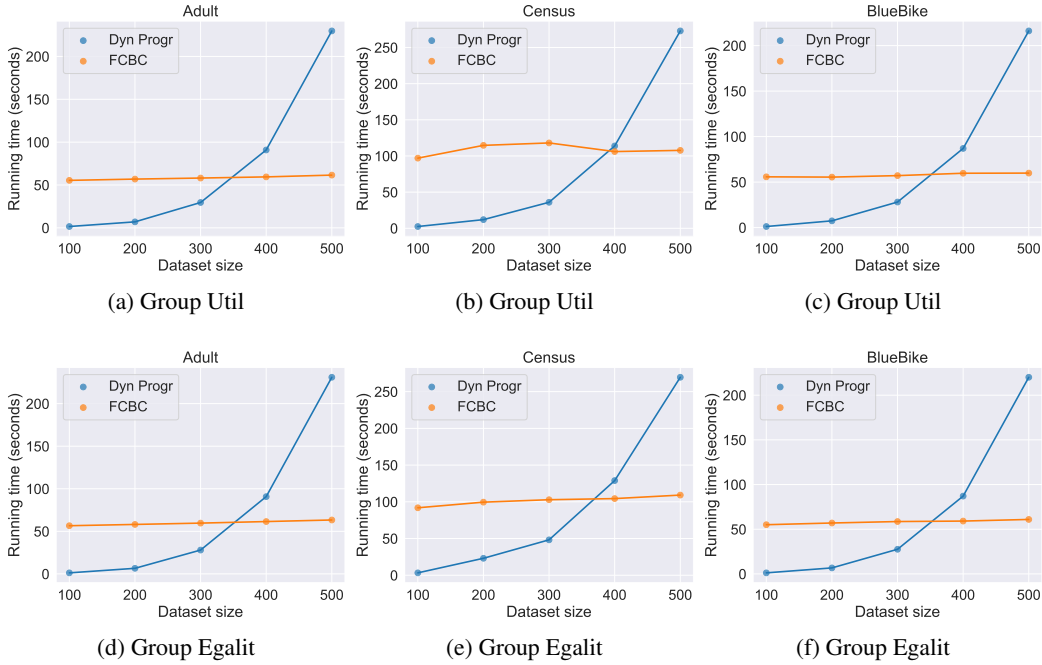 Adult
Running time (seconds)
200
150
100
50
0
Dyn Progr
FCBC
100 200 300 400 500
Dataset size
(a) Group Util
Census
Running time (seconds)
250
200
150
100
50
0
Dyn Progr
FCBC
100 200 300 400 500
Dataset size
(b) Group Util
BlueBike
Running time (seconds)
200
150
100
50
0
Dyn Progr
FCBC
100 200 300 400 500
Dataset size
(c) Group Util
Adult
Running time (seconds)
200
150
100
50
0
Dyn Progr
FCBC
100 200 300 400 500
Dataset size
(d) Group Egalit
Census
Running time (seconds)
250
200
150
100
50
0
Dyn Progr
FCBC
100 200 300 400 500
Dataset size
(e) Group Egalit
BlueBike
Running time (seconds)
200
150
100
50
0
Dyn Progr
FCBC
100 200 300 400 500
Dataset size
(f) Group Egalit